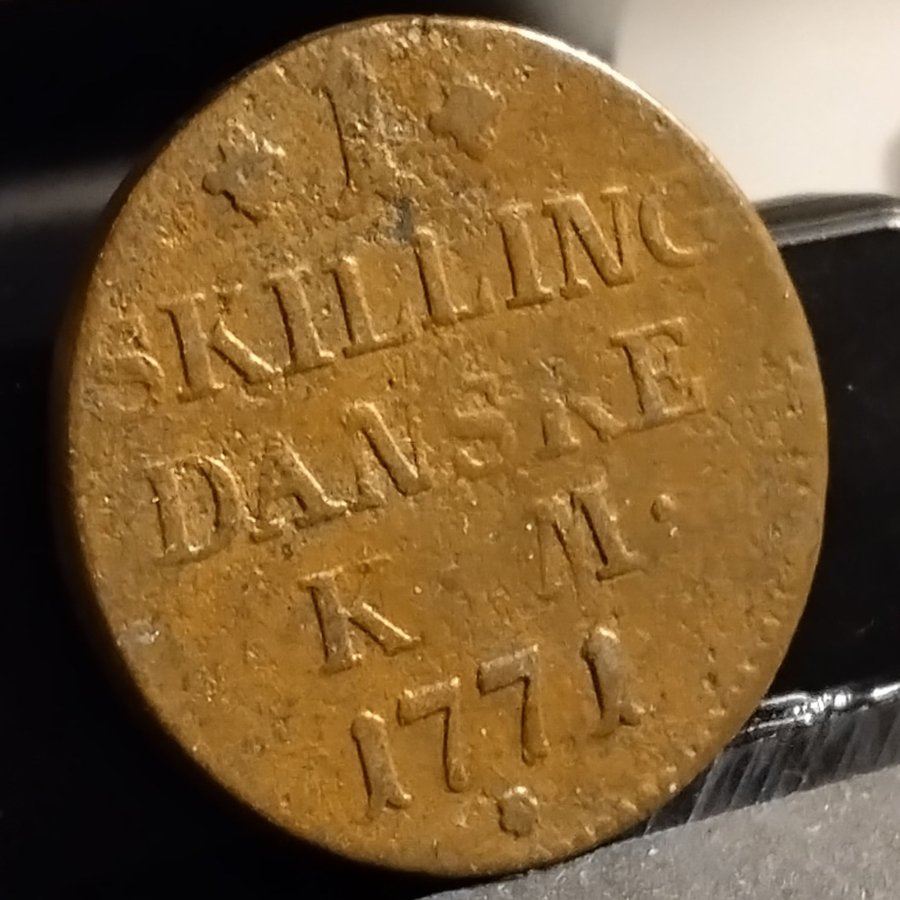 1
SKILLING
DANSKE
K M·
1771